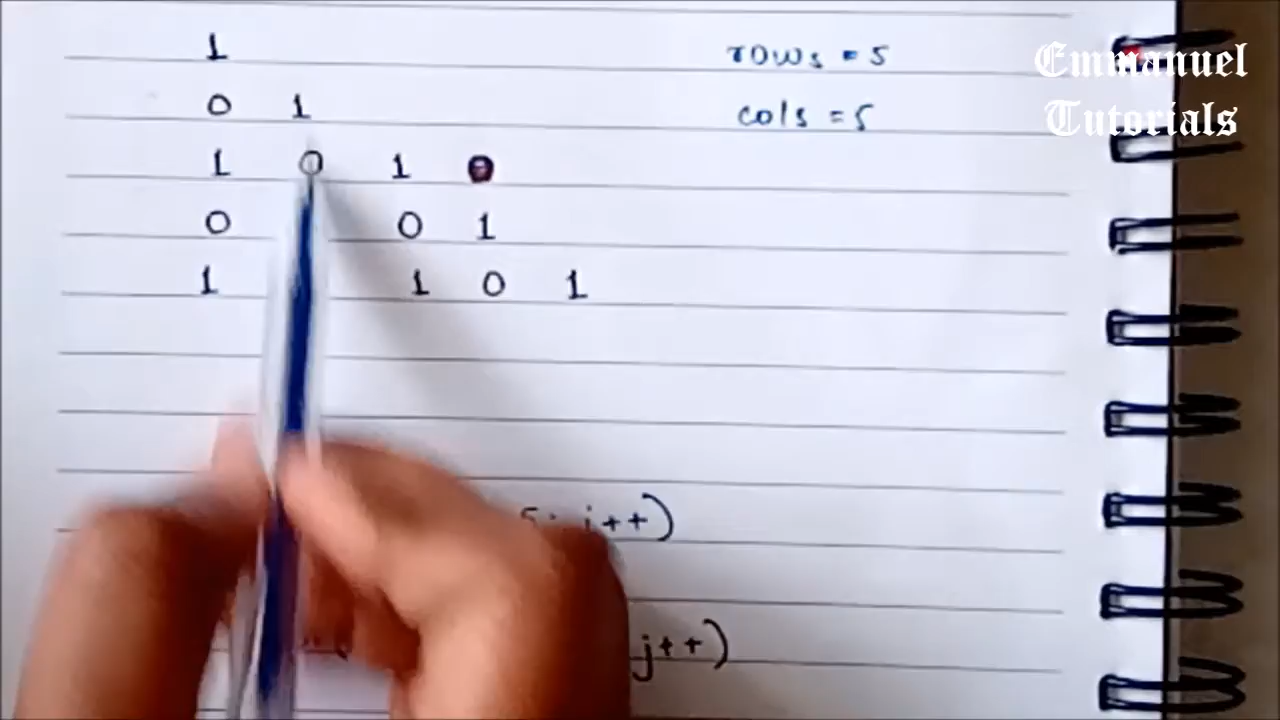 1
rows = 5
Emmanuel
Tutorials
0 1
cols = 5
1 0 1
0 0 1
1 1 0 1
5; i++)
j++)